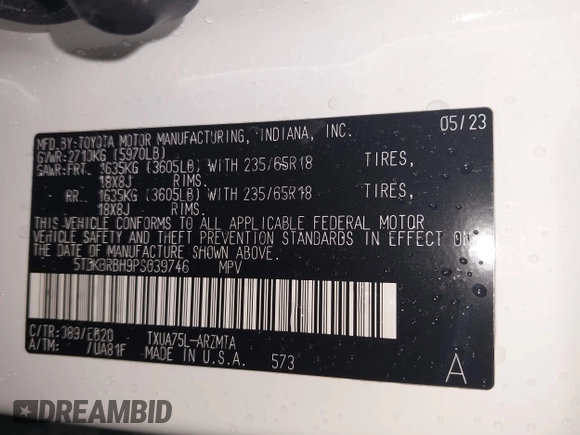 05/23
MFD.BY:TOYOTA MOTOR MANUFACTURING, INDIANA, INC.
GVWR:2710KG (5970LB)
GAWR:FRT. 1635KG (3605LB) WITH 235/65R18 TIRES,
18X8J RIMS.
RR. 1635KG (3605LB) WITH 235/65R18 TIRES,
18X8J RIMS.
THIS VEHICLE CONFORMS TO ALL APPLICABLE FEDERAL MOTOR
VEHICLE SAFETY AND THEFT PREVENTION STANDARDS IN EFFECT ON
THE DATE OF MANUFACTURE SHOWN ABOVE.
5TDKBRBH9PS039746 MPV
C/TR:089/EB20 TXUA75L-ARZMTA
A/TM: /UA81F MADE IN U.S.A. 573
A
DREAMBID